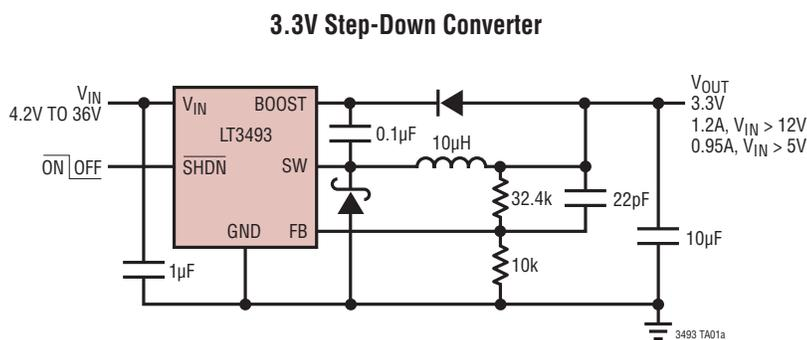 3.3V Step-Down Converter
VIN
4.2V TO 36V
ON OFF
VIN
BOOST
LT3493
SHDN
SW
GND
FB
0.1µF
10µH
32.4k
22pF
10k
1µF
10µF
VOUT
3.3V
1.2A, VIN > 12V
0.95A, VIN > 5V
3493 TA01a